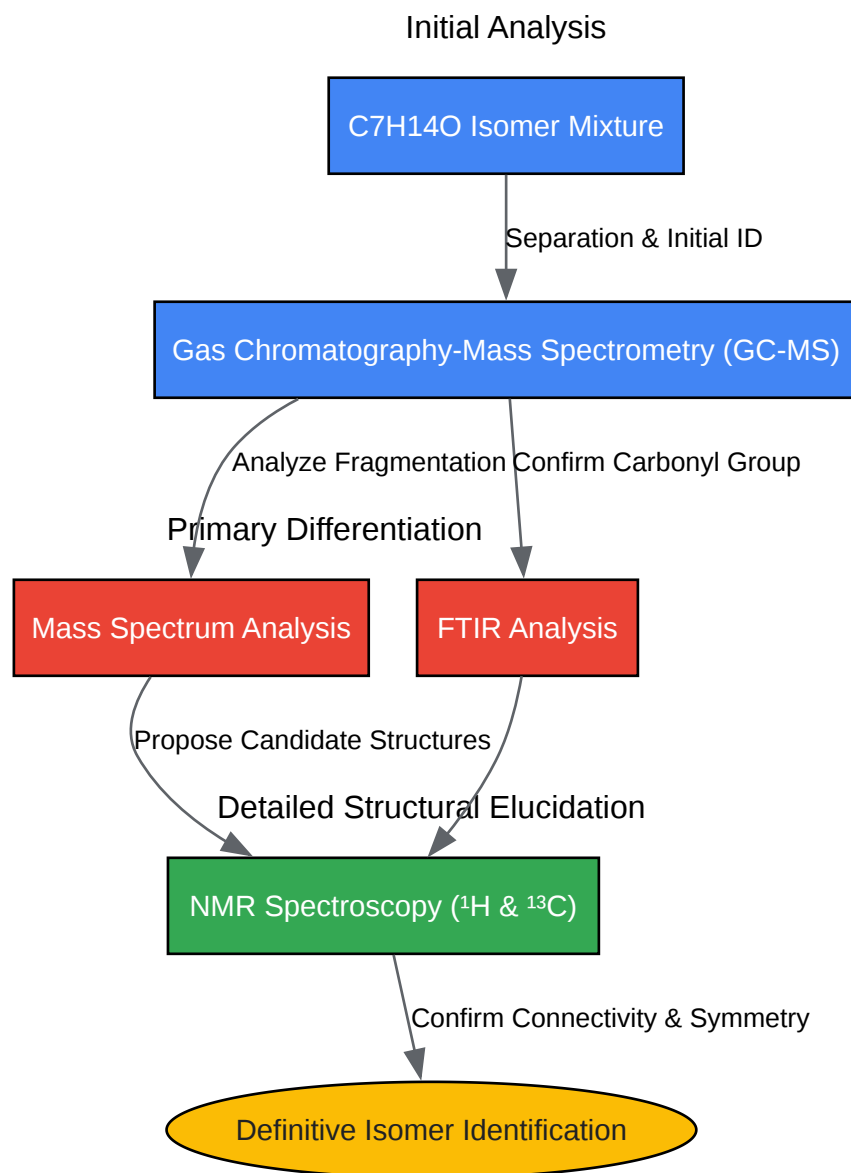 Initial Analysis
C7H14O Isomer Mixture
Separation & Initial ID
Gas Chromatography-Mass Spectrometry (GC-MS)
Analyze Fragmentation
Confirm Carbonyl Group
Primary Differentiation
Mass Spectrum Analysis
FTIR Analysis
Propose Candidate Structures
Detailed Structural Elucidation
NMR Spectroscopy (¹H & ¹³C)
Confirm Connectivity & Symmetry
Definitive Isomer Identification